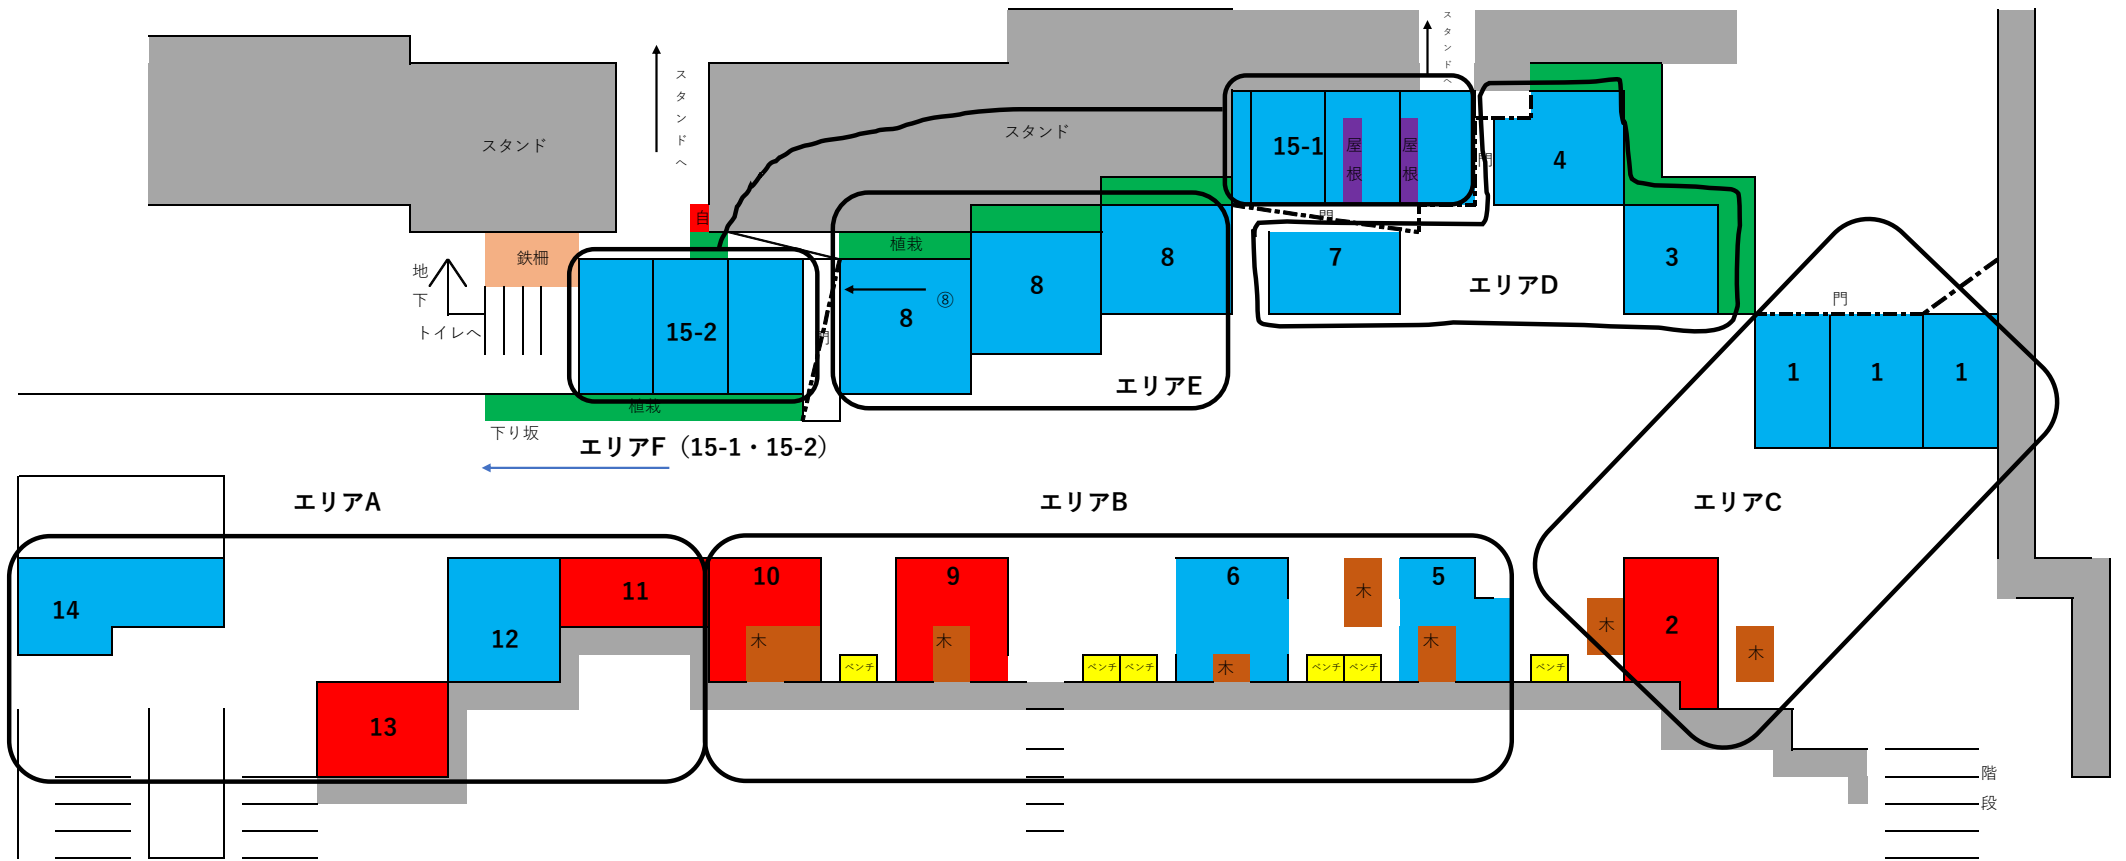 スタンドへ
スタンドへ
スタンド
スタンド
15-1
屋根
屋根
門
4
自
門
植栽
8
7
3
エリアD
鉄柵
地下
トイレへ
15-2
8
⑧
8
門
門
エリアE
1
1
1
植栽
下り坂
エリアF（15-1・15-2）
エリアA
エリアB
エリアC
14
12
11
10
木
9
木
6
木
木
5
木
木
2
木
ベンチ
ベンチ
ベンチ
ベンチ
ベンチ
ベンチ
13
階段